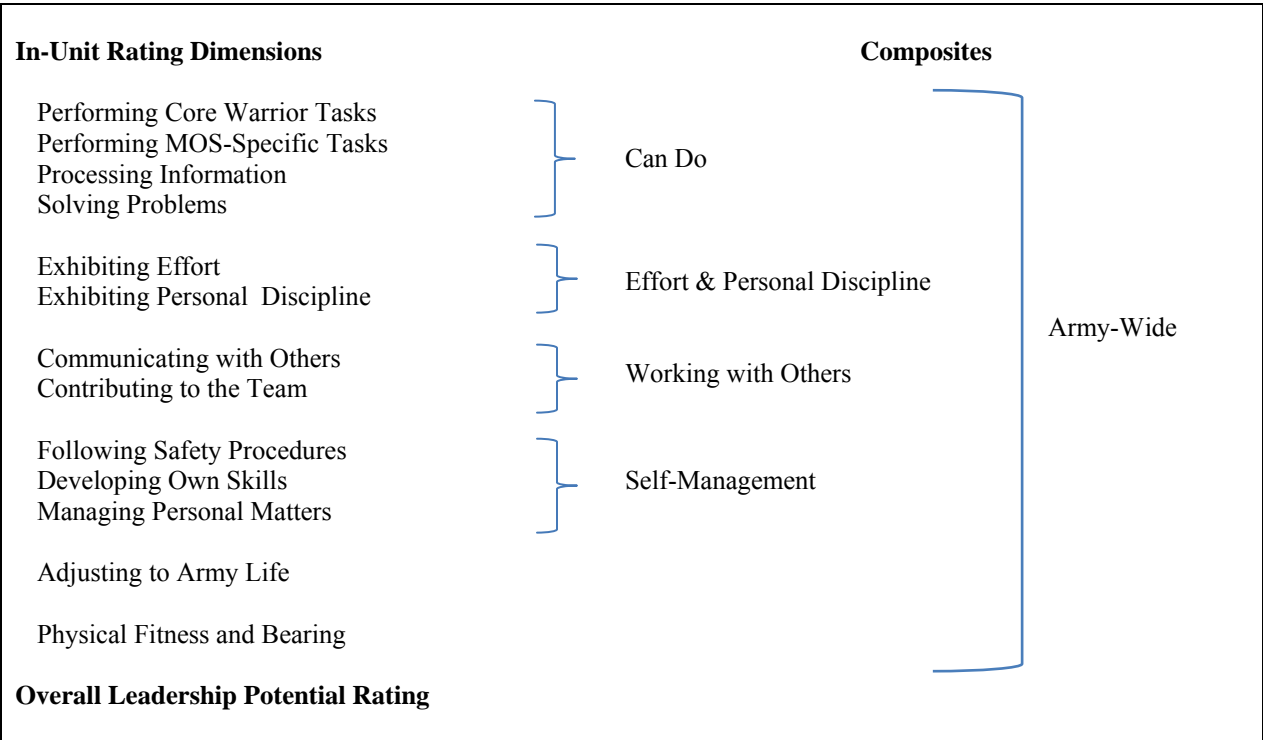 In-Unit Rating Dimensions
Composites
Performing Core Warrior Tasks
Performing MOS-Specific Tasks
Processing Information
Solving Problems
Can Do
Exhibiting Effort
Exhibiting Personal Discipline
Effort & Personal Discipline
Communicating with Others
Contributing to the Team
Working with Others
Following Safety Procedures
Developing Own Skills
Managing Personal Matters
Self-Management
Adjusting to Army Life
Physical Fitness and Bearing
Army-Wide
Overall Leadership Potential Rating